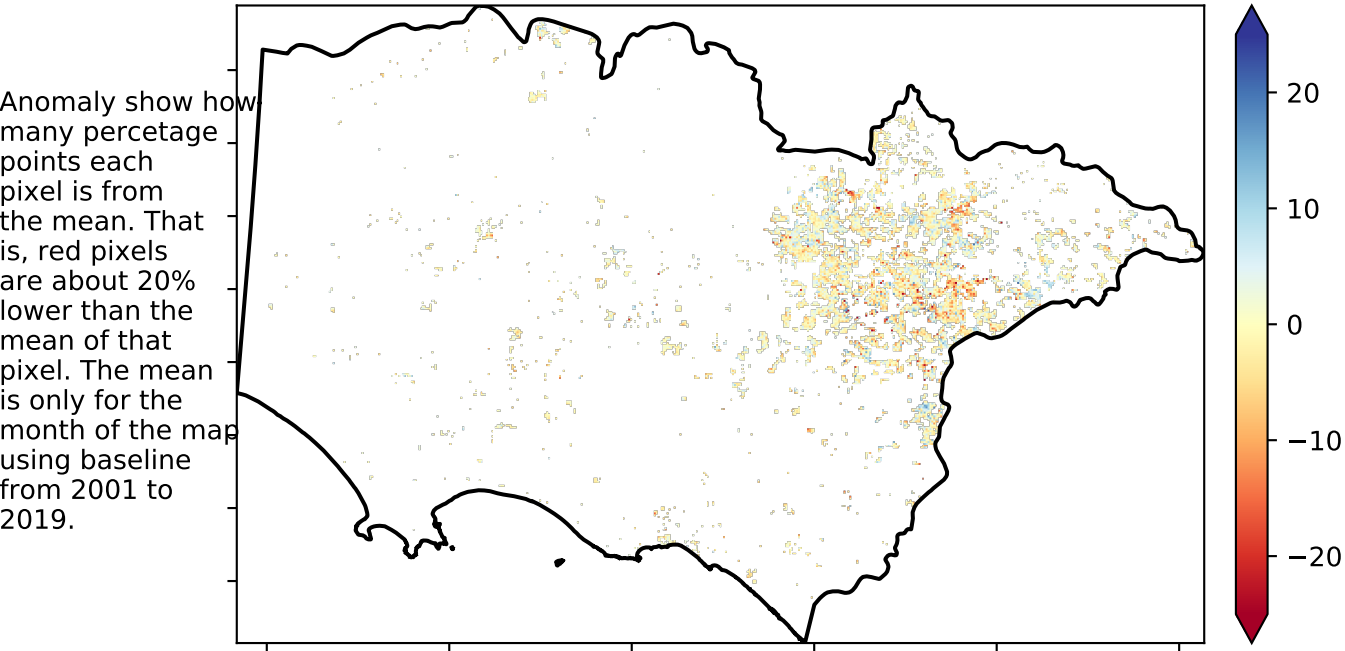 Anomaly show how
many percetage
points each
pixel is from
the mean. That
is, red pixels
are about 20%
lower than the
mean of that
pixel. The mean
is only for the
month of the map
using baseline
from 2001 to
2019.
20
10
0
−10
−20